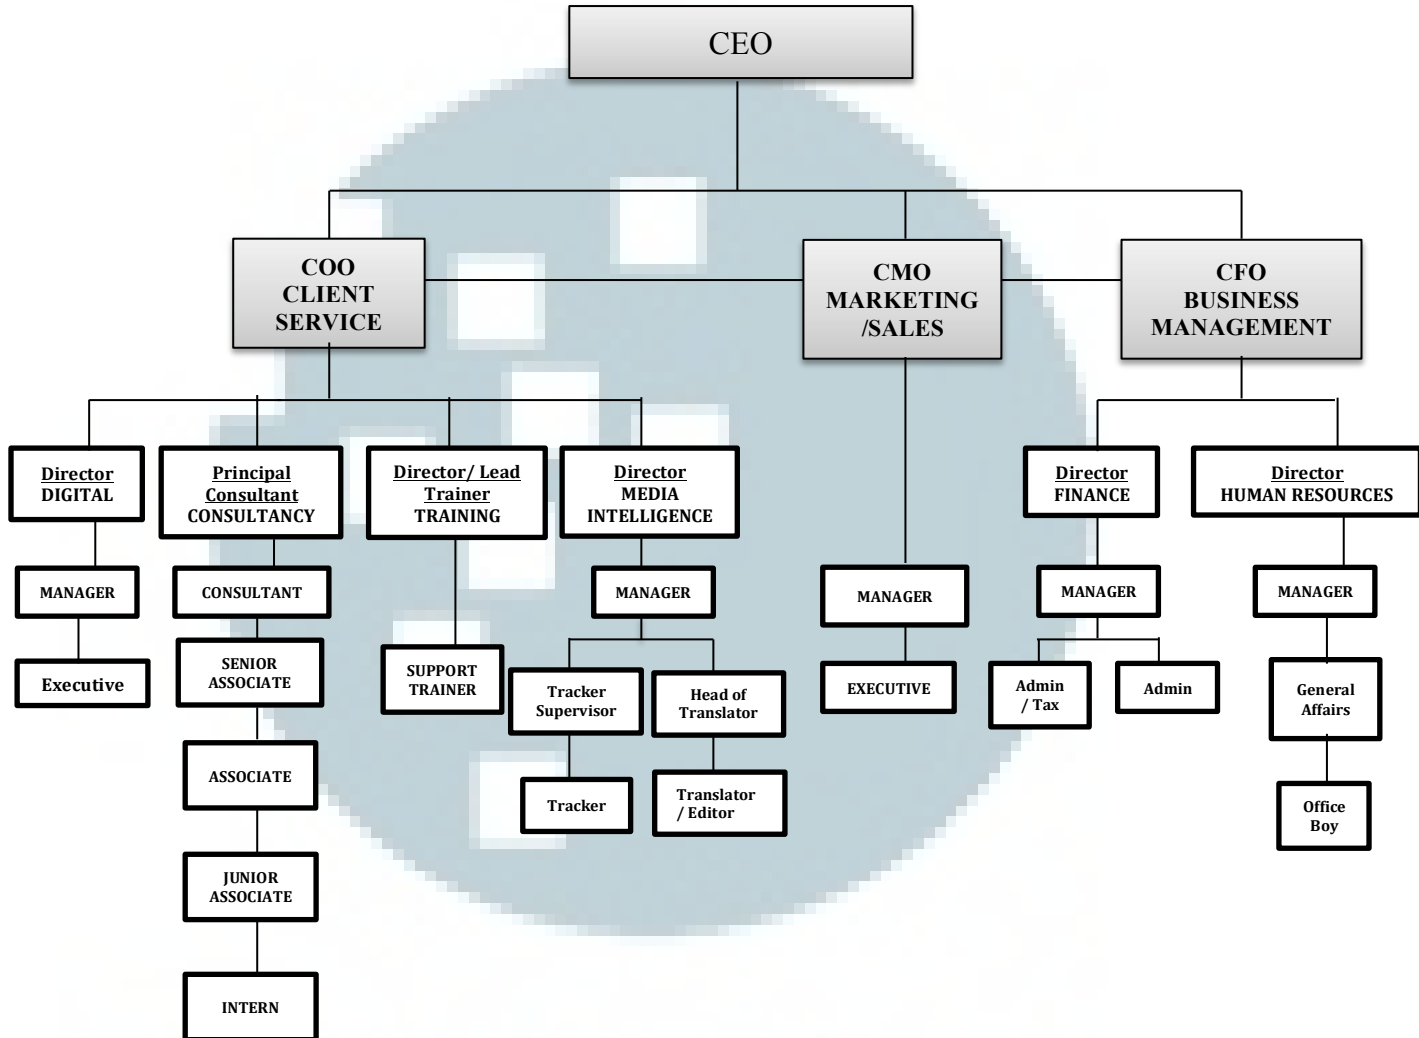 CEO
COO
CLIENT
SERVICE
CMO
MARKETING
/SALES
CFO
BUSINESS
MANAGEMENT
Director
DIGITAL
Principal
Consultant
CONSULTANCY
Director/ Lead
Trainer
TRAINING
Director
MEDIA
INTELLIGENCE
Director
FINANCE
Director
HUMAN RESOURCES
MANAGER
CONSULTANT
MANAGER
MANAGER
MANAGER
MANAGER
Executive
SENIOR
ASSOCIATE
SUPPORT
TRAINER
Tracker
Supervisor
Head of
Translator
EXECUTIVE
Admin
/ Tax
Admin
General
Affairs
ASSOCIATE
Tracker
Translator
/ Editor
Office
Boy
JUNIOR
ASSOCIATE
INTERN